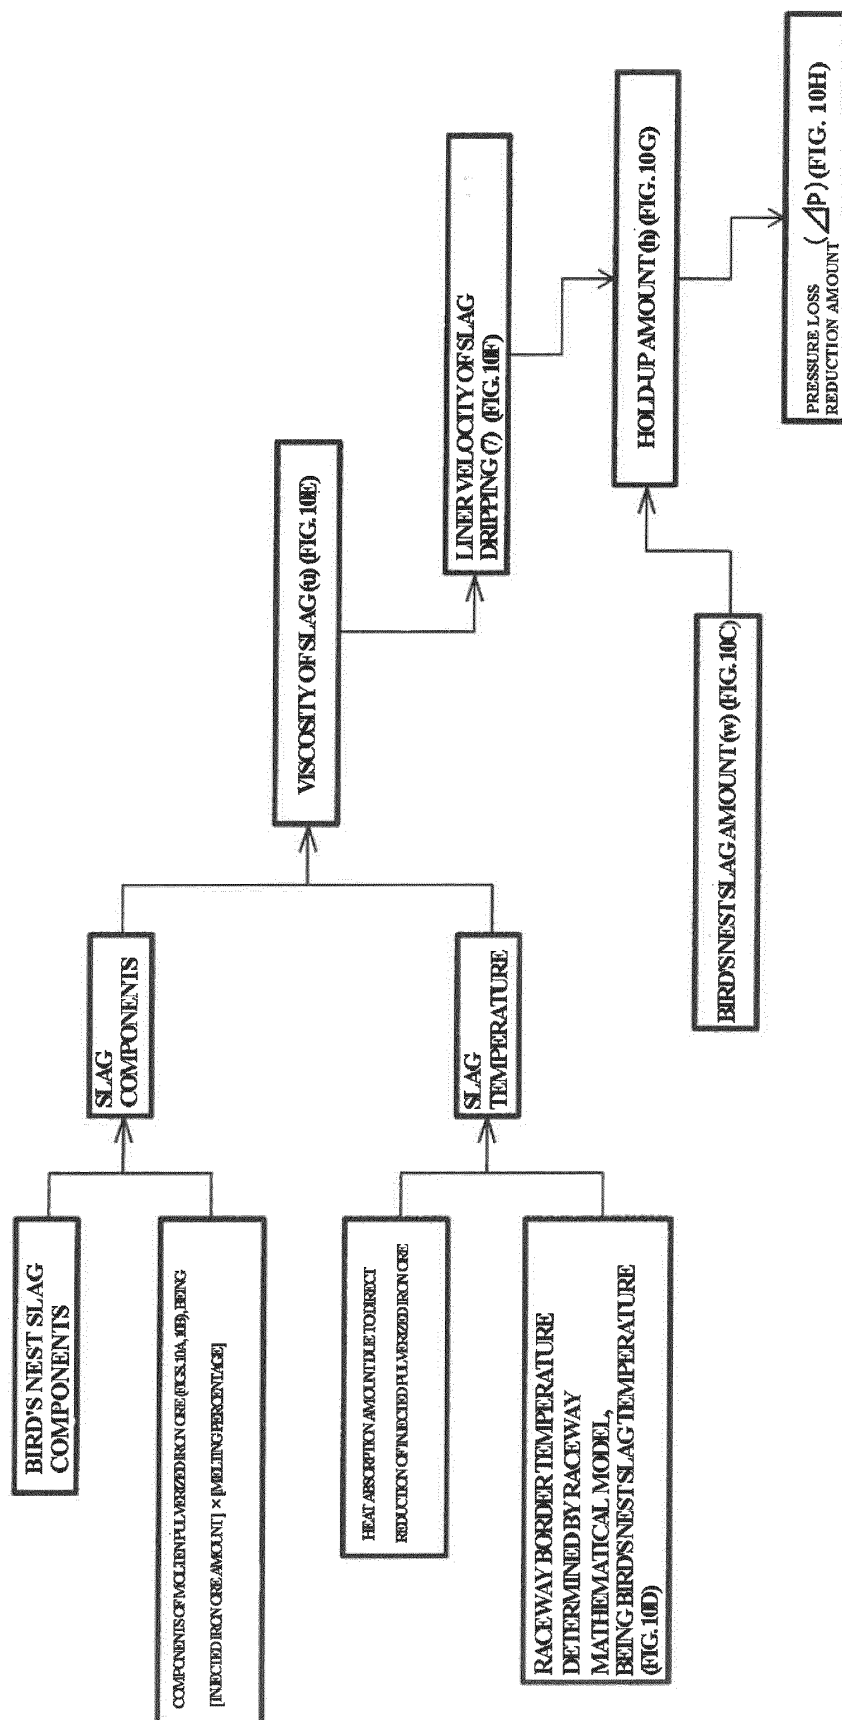 BIRD'S NEST SLAG
COMPONENTS
COMPONENTS OF MOLTEN PULVERIZED IRON ORE (FIGS. 10A, 10B), BEING
[INJECTED IRON ORE AMOUNT] × [MELTING PERCENTAGE]
HEAT ABSORPTION AMOUNT DUE TO DIRECT
REDUCTION OF INJECTED PULVERIZED IRON ORE
RACEWAY BORDER TEMPERATURE
DETERMINED BY RACEWAY
MATHEMATICAL MODEL,
BEING BIRD'S NEST SLAG TEMPERATURE
(FIG. 10D)
SLAG
COMPONENTS
SLAG
TEMPERATURE
VISCOSITY OF SLAG (u) (FIG. 10E)
LINER VELOCITY OF SLAG
DRIPPING (7) (FIG. 10F)
BIRD'S NEST SLAG AMOUNT (w) (FIG. 10C)
HOLD-UP AMOUNT (h) (FIG. 10G)
PRESSURE LOSS
REDUCTION AMOUNT (⊿P) (FIG. 10H)